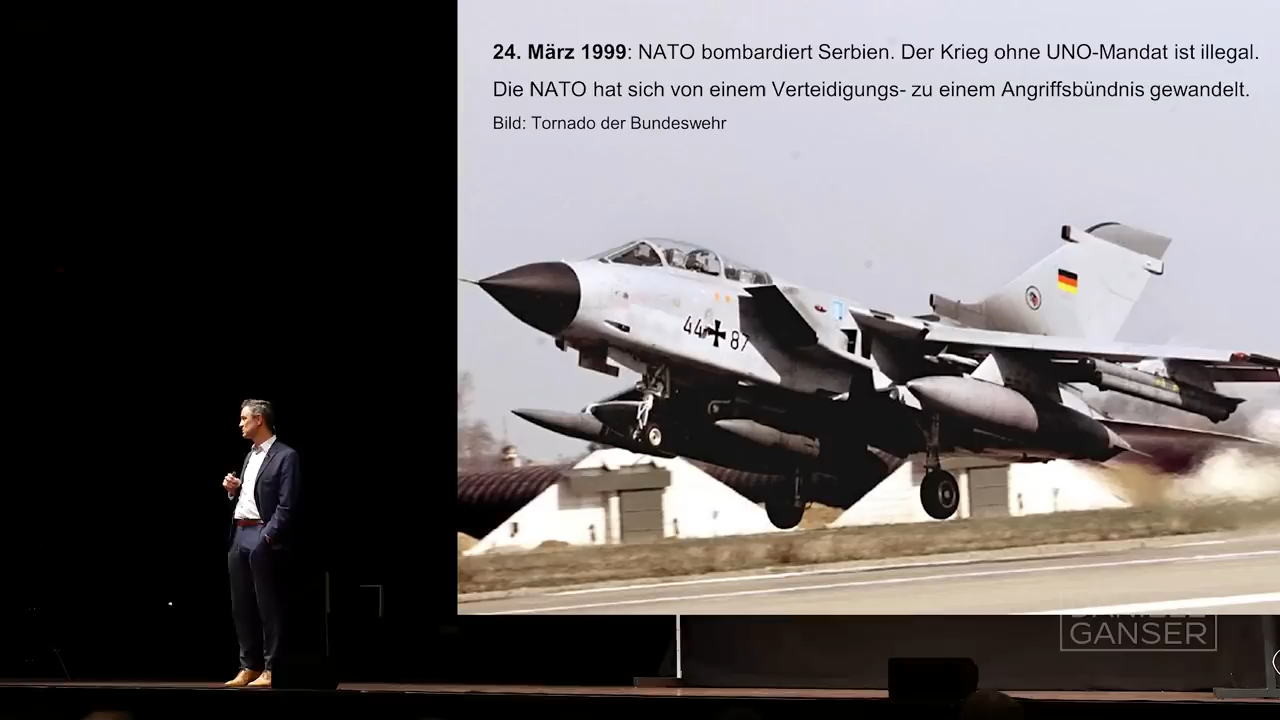 24. März 1999: NATO bombardiert Serbien. Der Krieg ohne UNO-Mandat ist illegal.
Die NATO hat sich von einem Verteidigungs- zu einem Angriffsbündnis gewandelt.
Bild: Tornado der Bundeswehr
44 87
DANIELE
GANSER